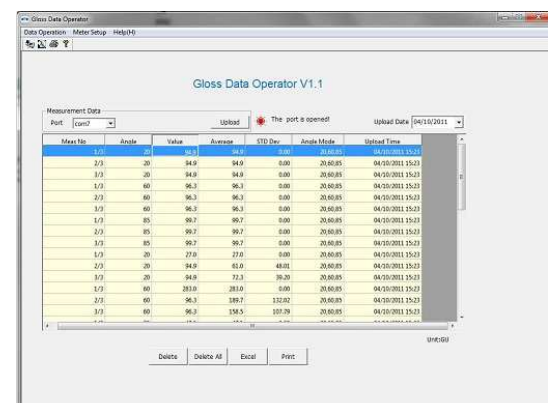 Gloss Data Operator
Data Operation Meter Setup Help(H)
Gloss Data Operator V1.1
Measurement Data
Port com7 Upload The port is opened! Upload Date 04/10/2011
Meas No Angle Value Average STD Dev Angle Mode Upload Time
1/3 20 94.9 94.9 0.00 20,60,85 04/10/2011 15:23
2/3 20 94.9 94.9 0.00 20,60,85 04/10/2011 15:23
3/3 20 94.9 94.9 0.00 20,60,85 04/10/2011 15:23
1/3 60 96.3 96.3 0.00 20,60,85 04/10/2011 15:23
2/3 60 96.3 96.3 0.00 20,60,85 04/10/2011 15:23
3/3 60 96.3 96.3 0.00 20,60,85 04/10/2011 15:23
1/3 85 99.7 99.7 0.00 20,60,85 04/10/2011 15:23
2/3 85 99.7 99.7 0.00 20,60,85 04/10/2011 15:23
3/3 85 99.7 99.7 0.00 20,60,85 04/10/2011 15:23
1/3 20 27.0 27.0 0.00 20,60,85 04/10/2011 15:23
2/3 20 94.9 61.0 48.01 20,60,85 04/10/2011 15:23
3/3 20 94.9 72.3 39.20 20,60,85 04/10/2011 15:23
1/3 60 283.0 283.0 0.00 20,60,85 04/10/2011 15:23
2/3 60 96.3 189.7 132.02 20,60,85 04/10/2011 15:23
3/3 60 96.3 158.5 107.79 20,60,85 04/10/2011 15:23
Unit:GU
Delete Delete All Excel Print